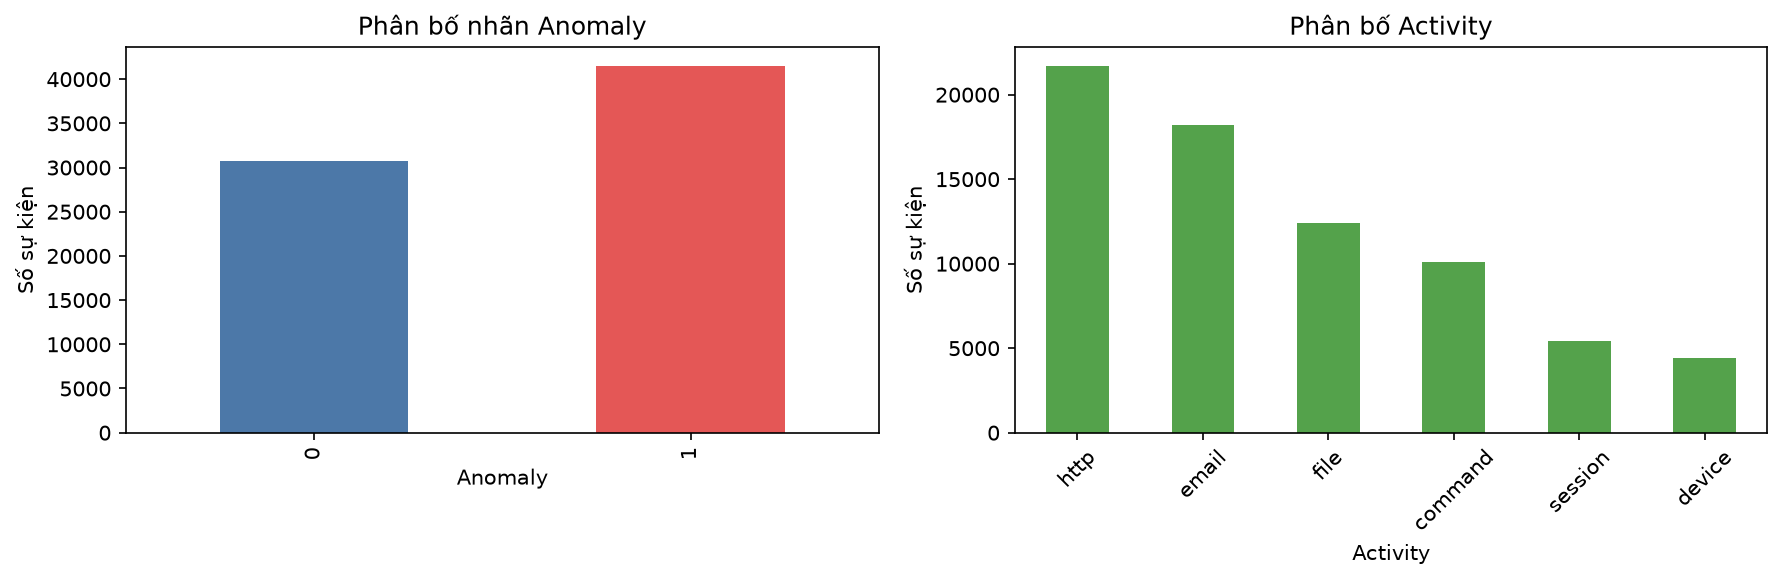 Phân bố nhãn Anomaly
Số sự kiện
40000
35000
30000
25000
20000
15000
10000
5000
0
0
1
Anomaly
Phân bố Activity
Số sự kiện
20000
15000
10000
5000
0
http
email
file
command
session
device
Activity